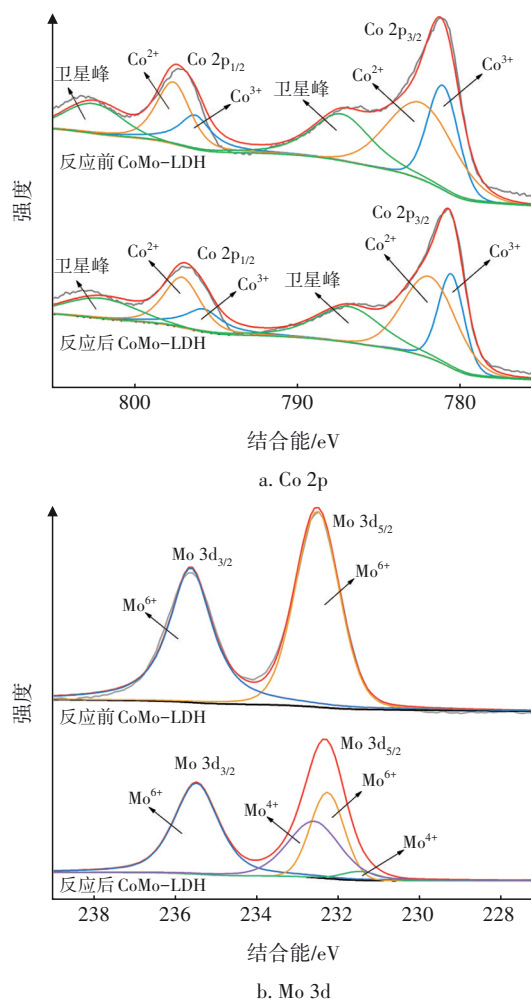 Co 2p₃/₂
卫星峰
Co²⁺
Co 2p₁/₂
Co³⁺
卫星峰
Co²⁺
Co³⁺
反应前 CoMo-LDH
强度
Co 2p₃/₂
卫星峰
Co²⁺
Co 2p₁/₂
Co³⁺
卫星峰
Co²⁺
Co³⁺
反应后 CoMo-LDH
800 790 780
结合能/eV
a. Co 2p
Mo 3d₅/₂
Mo 3d₃/₂
Mo⁶⁺
Mo⁶⁺
反应前 CoMo-LDH
强度
Mo 3d₅/₂
Mo 3d₃/₂
Mo⁶⁺
Mo⁶⁺
Mo⁴⁺
Mo⁴⁺
反应后 CoMo-LDH
238 236 234 232 230 228
结合能/eV
b. Mo 3d